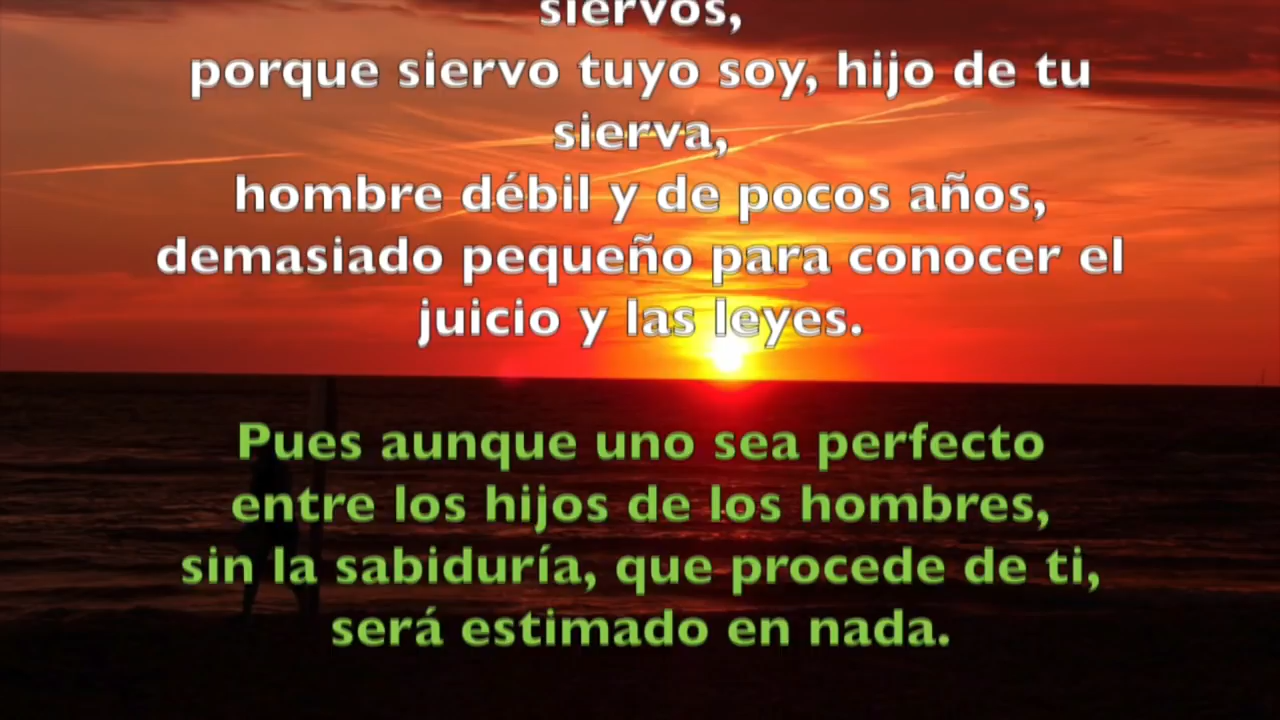 siervos,
porque siervo tuyo soy, hijo de tu
sierva,
hombre débil y de pocos años,
demasiado pequeño para conocer el
juicio y las leyes.
Pues aunque uno sea perfecto
entre los hijos de los hombres,
sin la sabiduría, que procede de ti,
será estimado en nada.